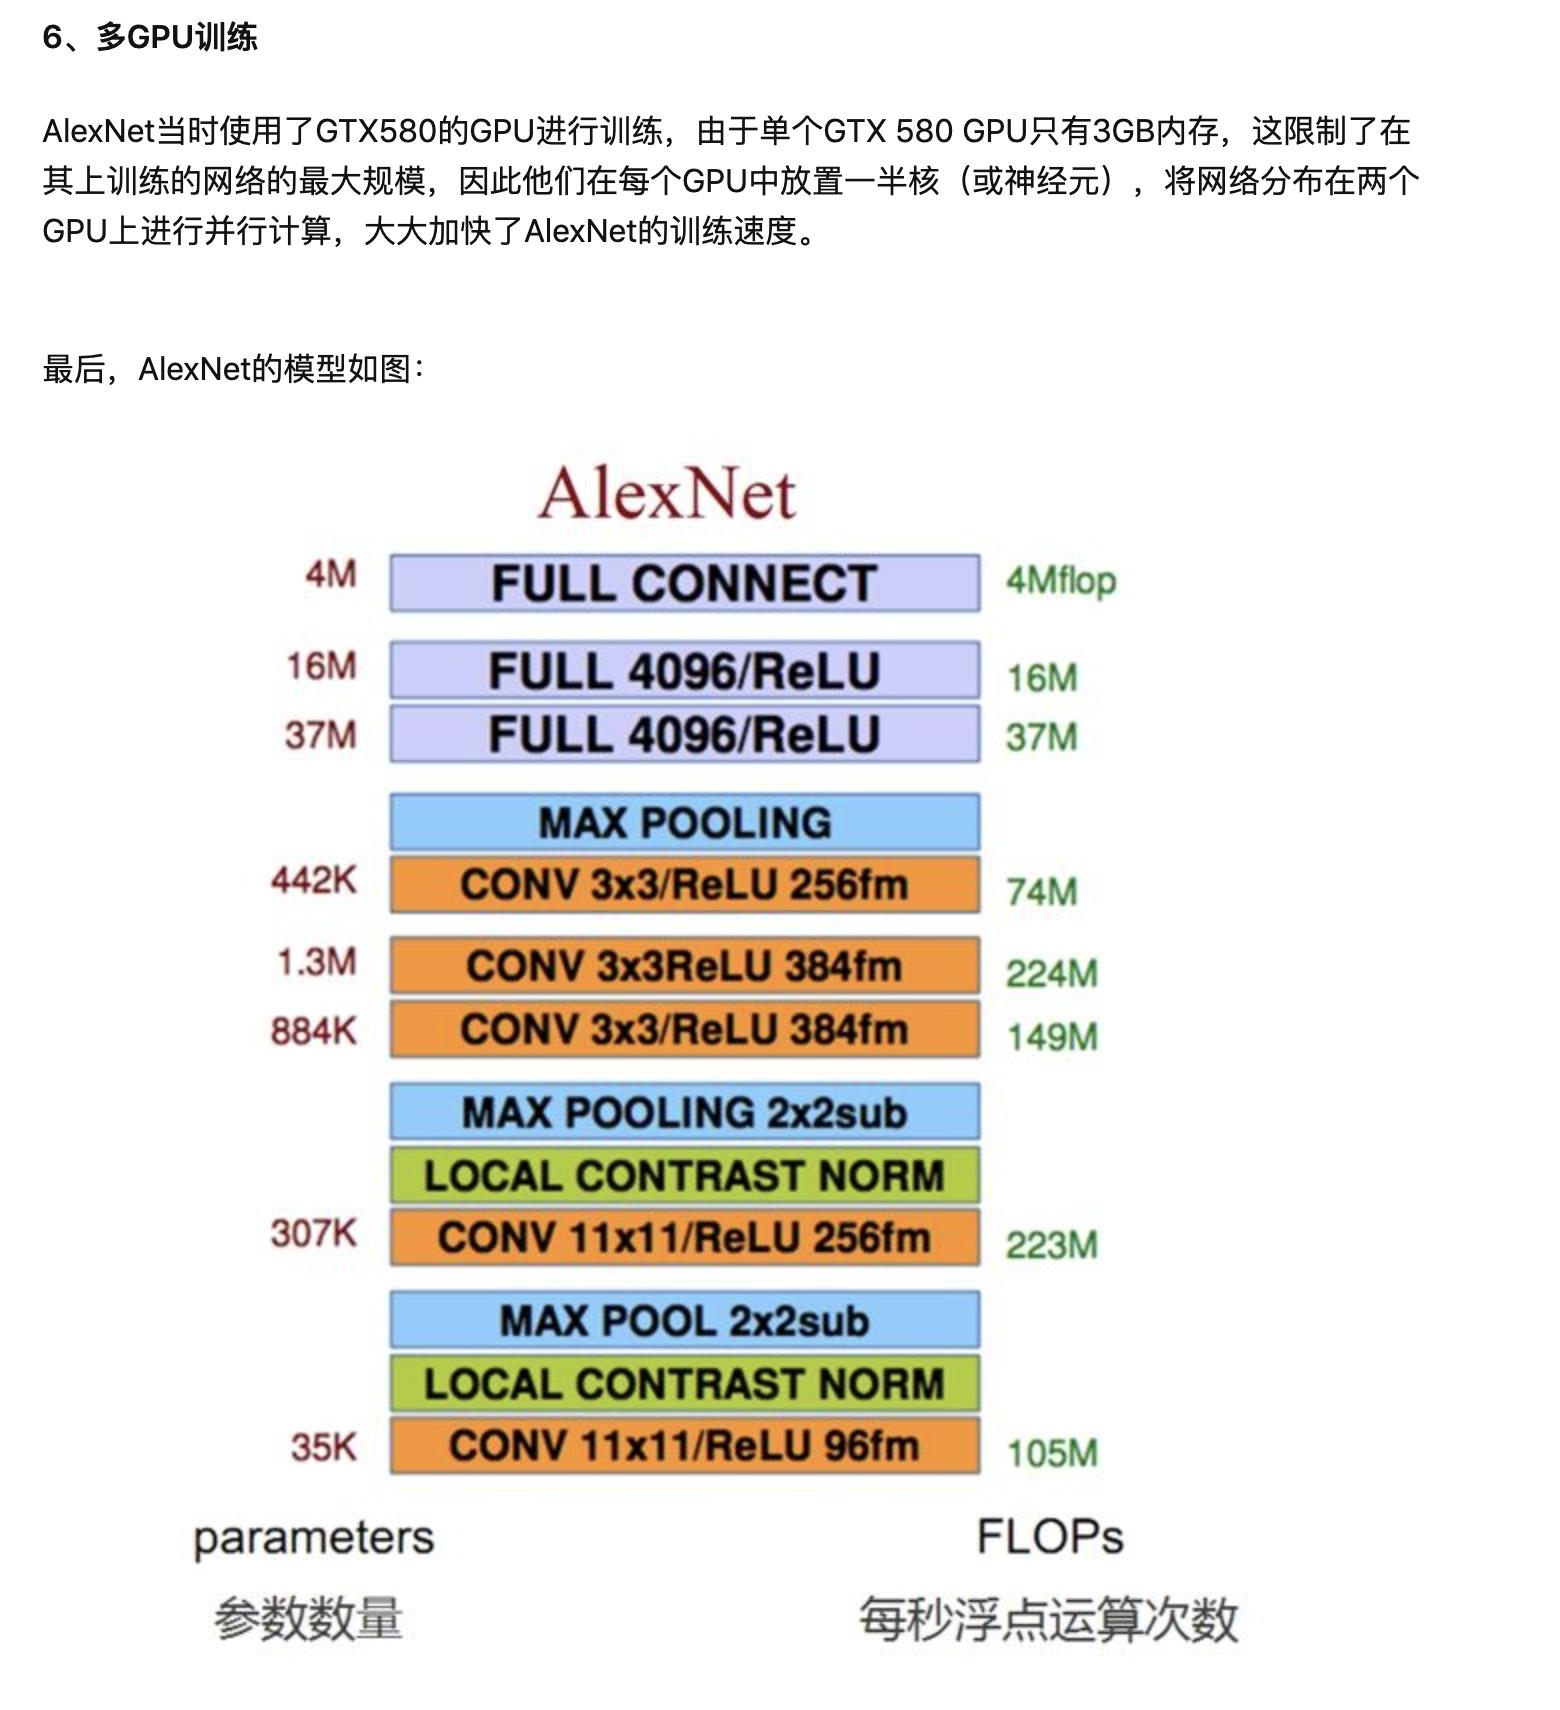 6、多GPU训练
AlexNet当时使用了GTX580的GPU进行训练，由于单个GTX 580 GPU只有3GB内存，这限制了在
其上训练的网络的最大规模，因此他们在每个GPU中放置一半核（或神经元），将网络分布在两个
GPU上进行并行计算，大大加快了AlexNet的训练速度。
最后，AlexNet的模型如图：
AlexNet
4M FULL CONNECT 4Mflop
16M FULL 4096/ReLU 16M
37M FULL 4096/ReLU 37M
MAX POOLING
442K CONV 3x3/ReLU 256fm 74M
1.3M CONV 3x3ReLU 384fm 224M
884K CONV 3x3/ReLU 384fm 149M
MAX POOLING 2x2sub
LOCAL CONTRAST NORM
307K CONV 11x11/ReLU 256fm 223M
MAX POOL 2x2sub
LOCAL CONTRAST NORM
35K CONV 11x11/ReLU 96fm 105M
parameters FLOPs
参数数量 每秒浮点运算次数